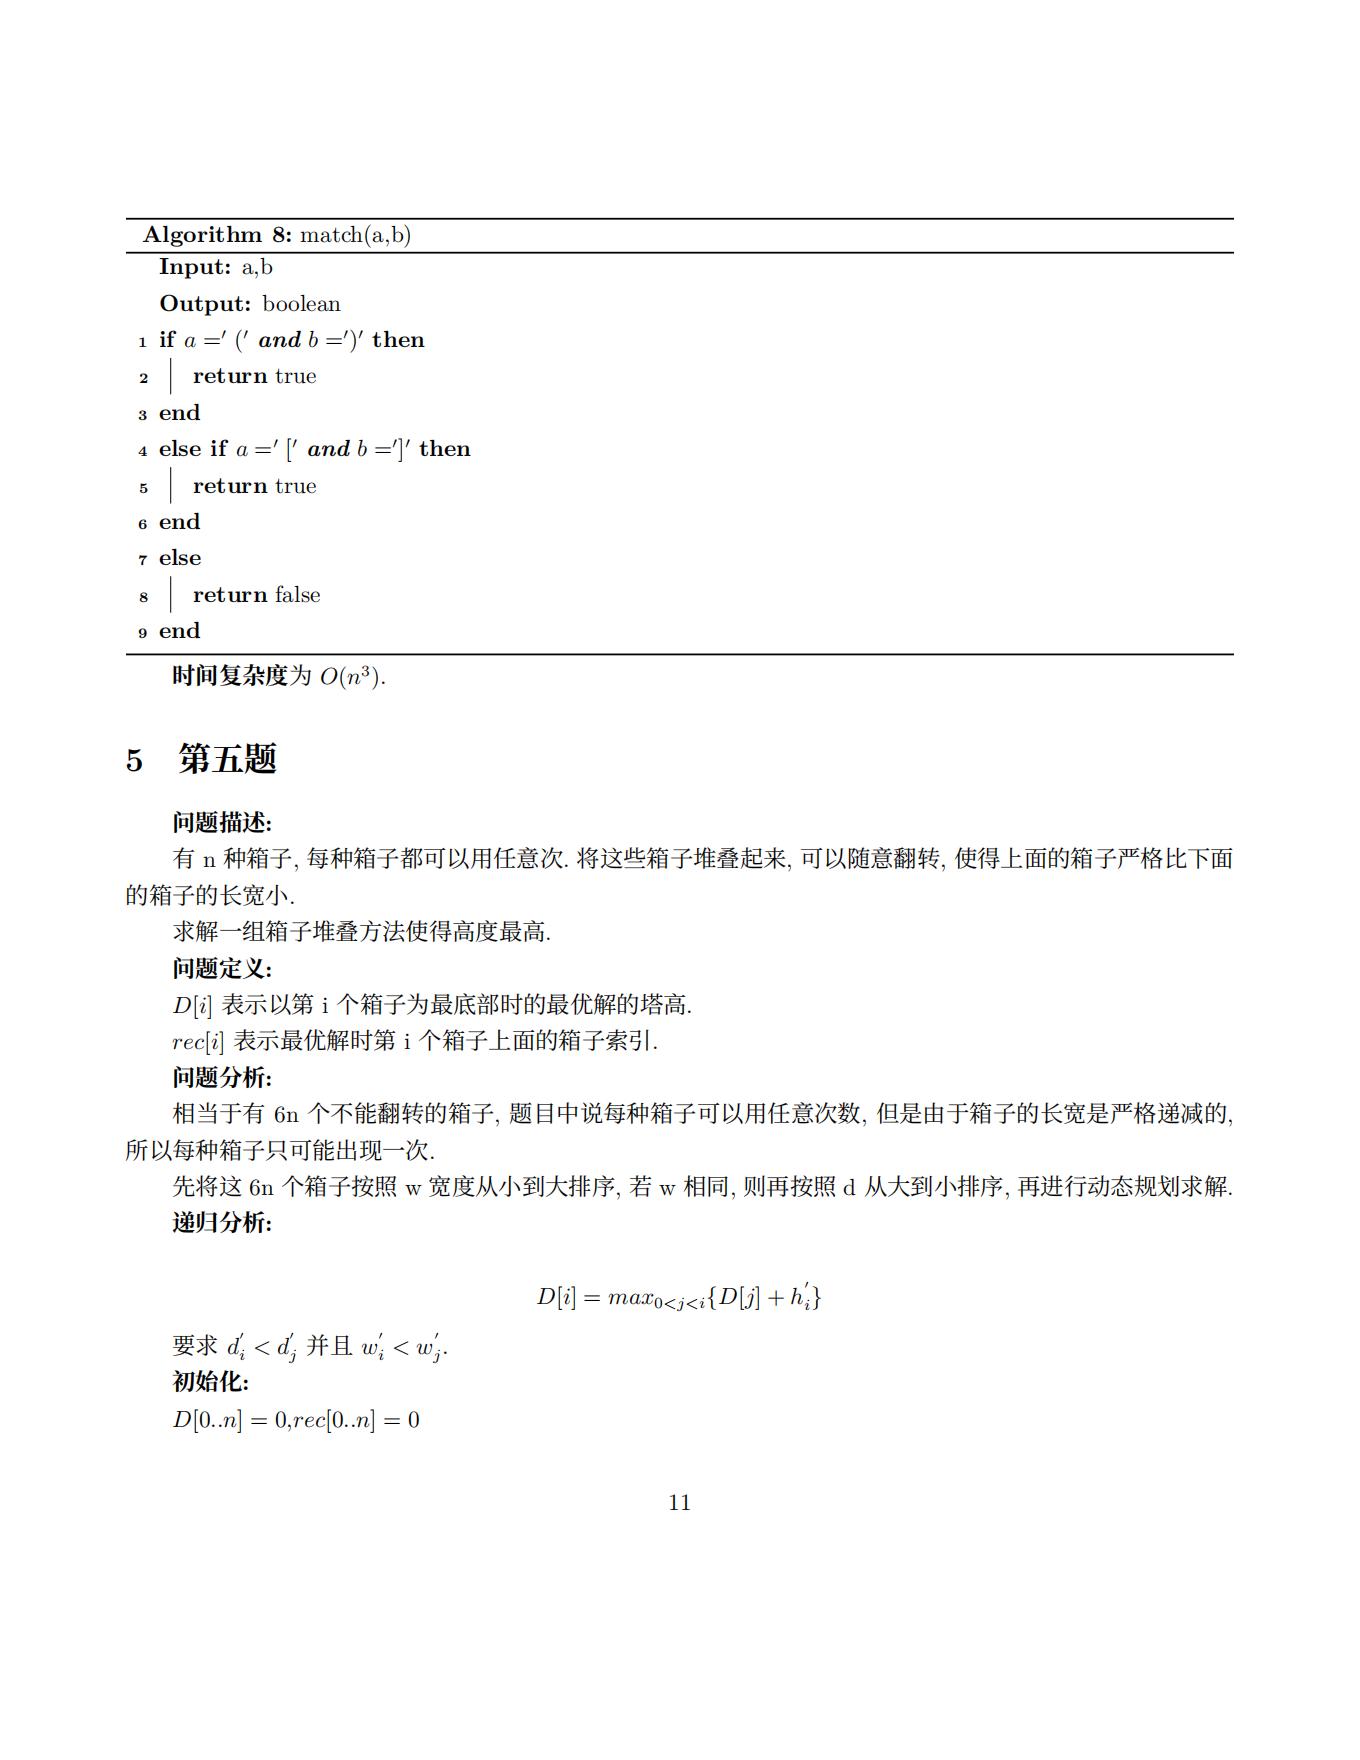 Algorithm 8: match(a,b)
Input: a,b
Output: boolean
1 if a =′ (′ and b =′)′ then
2 return true
3 end
4 else if a =′ [′ and b =′]′ then
5 return true
6 end
7 else
8 return false
9 end
时间复杂度为 O(n³).
5 第五题
问题描述:
有 n 种箱子, 每种箱子都可以用任意次. 将这些箱子堆叠起来, 可以随意翻转, 使得上面的箱子严格比下面
的箱子的长宽小.
求解一组箱子堆叠方法使得高度最高.
问题定义:
D[i] 表示以第 i 个箱子为最底部时的最优解的塔高.
rec[i] 表示最优解时第 i 个箱子上面的箱子索引.
问题分析:
相当于有 6n 个不能翻转的箱子, 题目中说每种箱子可以用任意次数, 但是由于箱子的长宽是严格递减的,
所以每种箱子只可能出现一次.
先将这 6n 个箱子按照 w 宽度从小到大排序, 若 w 相同, 则再按照 d 从大到小排序, 再进行动态规划求解.
递归分析:
D[i] = max_{0<j<i}{D[j] + h_i^′}
要求 d_i^′ < d_j^′ 并且 w_i^′ < w_j^′.
初始化:
D[0..n] = 0,rec[0..n] = 0
11